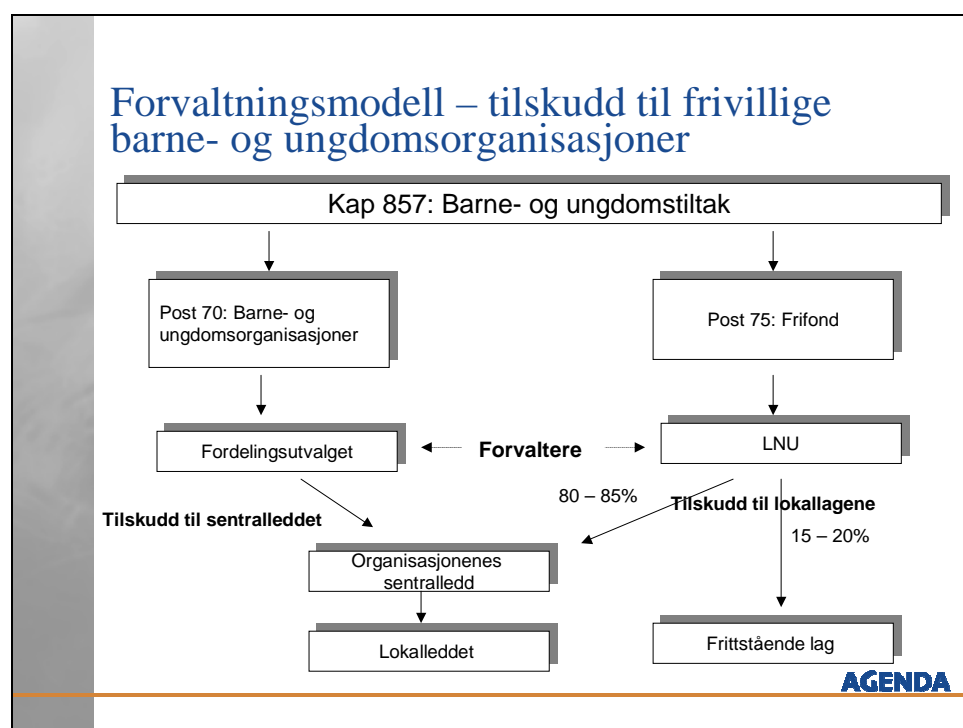 Forvaltningsmodell – tilskudd til frivillige
barne- og ungdomsorganisasjoner
Kap 857: Barne- og ungdomstiltak
Post 70: Barne- og
ungdomsorganisasjoner
Post 75: Frifond
Fordelingsutvalget
Forvaltere
LNU
80 – 85%
Tilskudd til lokallagene
Tilskudd til sentralleddet
15 – 20%
Organisasjonenes
sentralledd
Lokalleddet
Frittstående lag
AGENDA